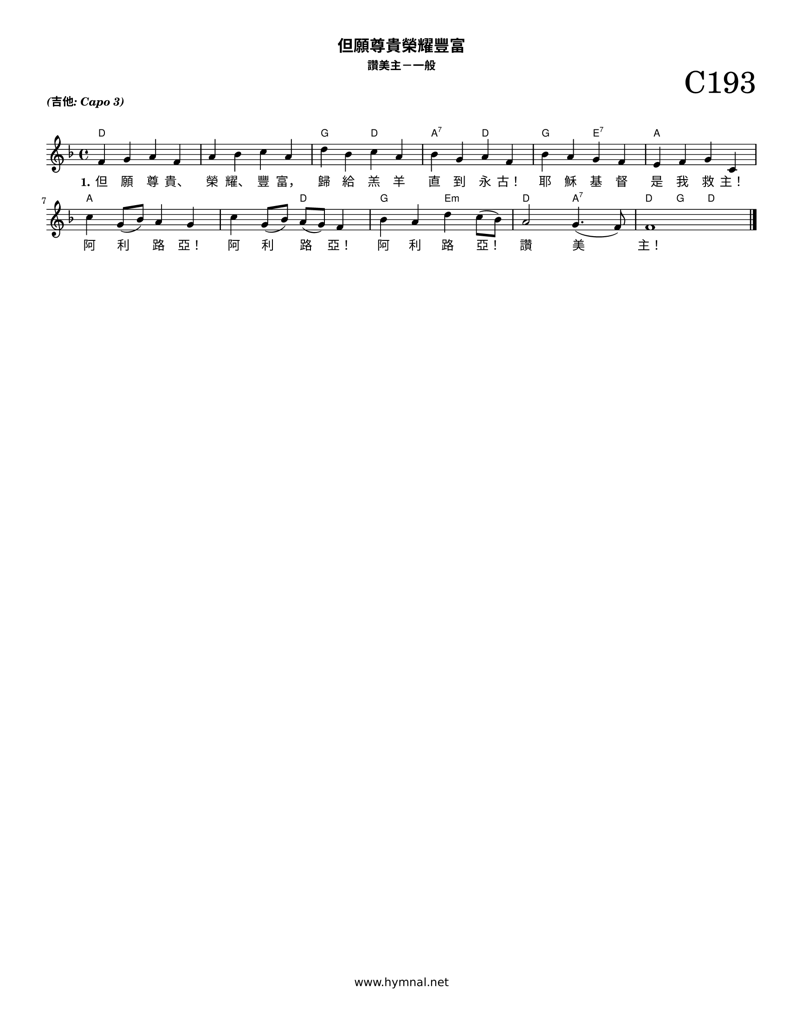 但願尊貴榮耀豐富
讚美主－一般
C193
(吉他: Capo 3)
D G D A7 D G E7 A
1. 但 願 尊 貴、 榮 耀、 豐 富， 歸 給 羔 羊 直 到 永 古！ 耶 穌 基 督 是 我 救 主！
7 A D G Em D A7 D G D
阿 利 路 亞！ 阿 利 路 亞！ 阿 利 路 亞！ 讚 美 主！
www.hymnal.net